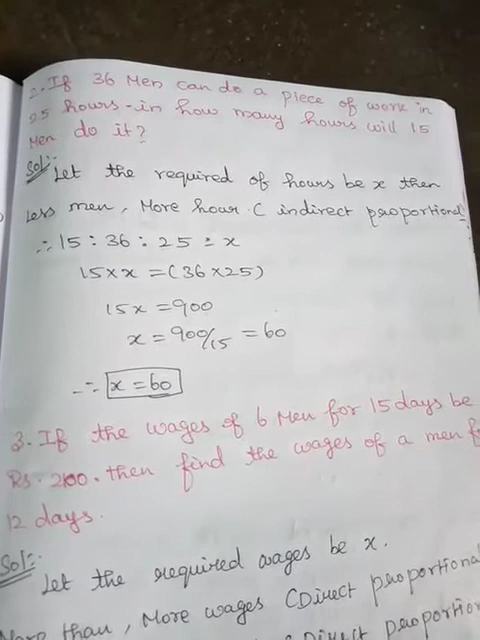 2. If 36 Men can do a piece of work in
25 hours - in how many hours will 15
Men do it?
Sol:-
Let the required of hours be x then
Less men, More hour. C indirect proportional
∴ 15 : 36 : 25 : x
15 × x = (36 × 25)
15x = 900
x = 900/15 = 60
∴ x = 60
3. If the wages of 6 Men for 15 days be
Rs. 2100. then find the wages of a men
12 days.
Sol:-
Let the required wages be x.
than, More wages (Direct proportional
Direct proportion